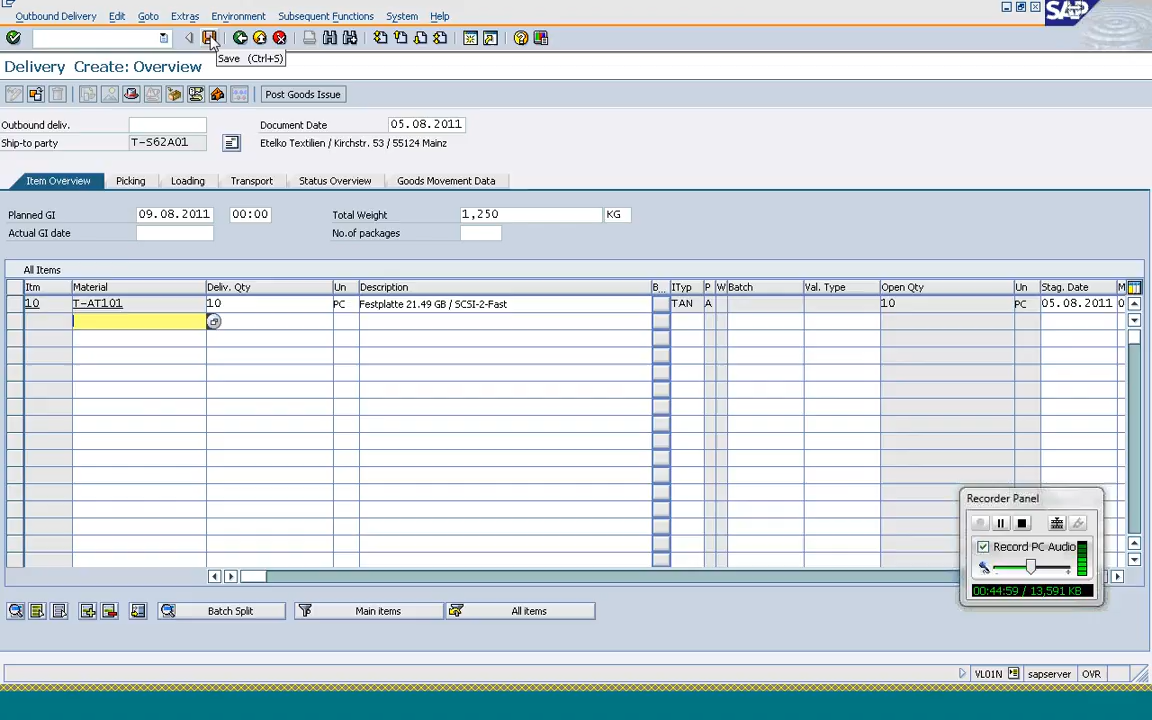 Outbound Delivery Edit Goto Extras Environment Subsequent Functions System Help
SAP
Save (Ctrl+S)
Delivery Create: Overview
Post Goods Issue
Outbound deliv. Document Date 05.08.2011
Ship-to party T-S62A01 Etelko Textilien / Kirchstr. 53 / 55124 Mainz
Item Overview Picking Loading Transport Status Overview Goods Movement Data
Planned GI 09.08.2011 00:00 Total Weight 1,250 KG
Actual GI date No.of packages
All Items
Itm Material Deliv. Qty Un Description B... ITyp P W Batch Val. Type Open Qty Un Stag. Date M
10 T-AT101 10 PC Festplatte 21.49 GB / SCSI-2-Fast TAN A 10 PC 05.08.2011 0
Recorder Panel
Record PC Audio
00:44:59 / 13,591 KB
Batch Split Main items All items
VL01N sapserver OVR